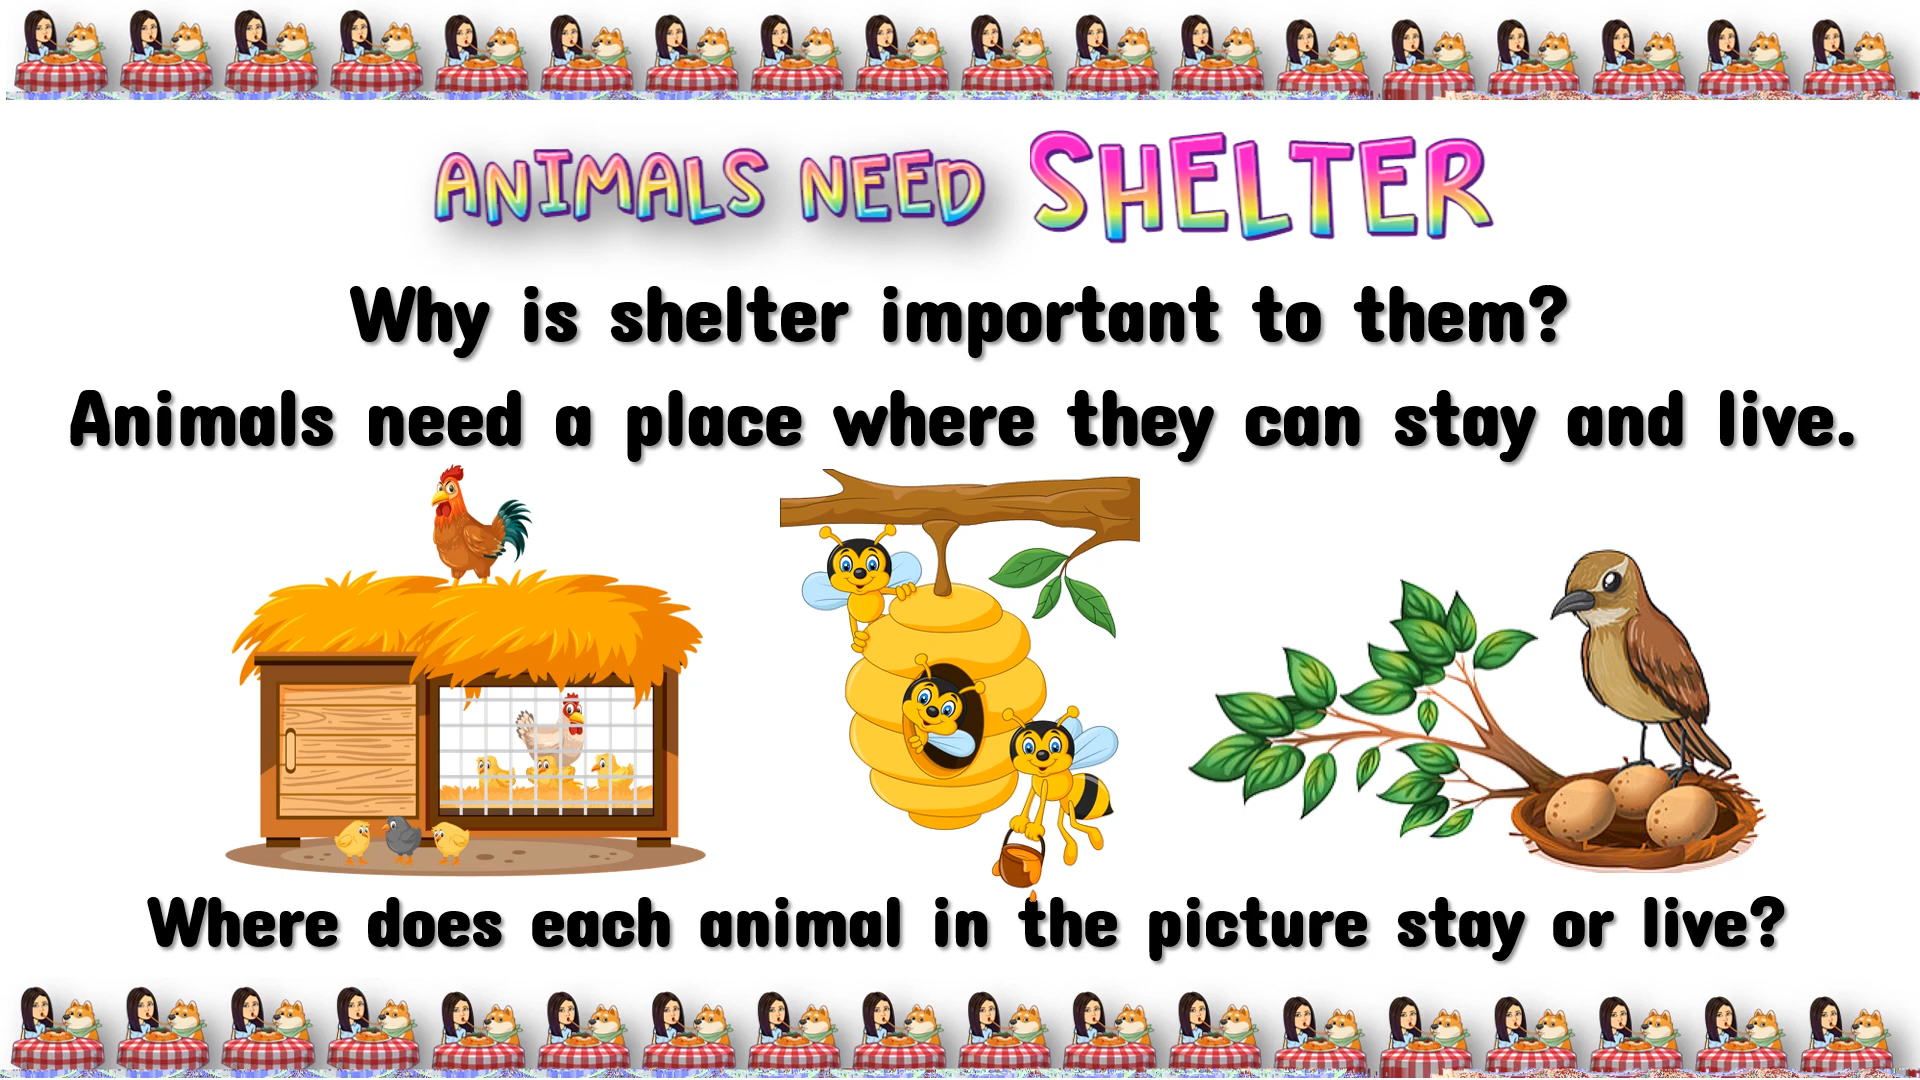 ANIMALS NEED SHELTER
Why is shelter important to them?
Animals need a place where they can stay and live.
Where does each animal in the picture stay or live?